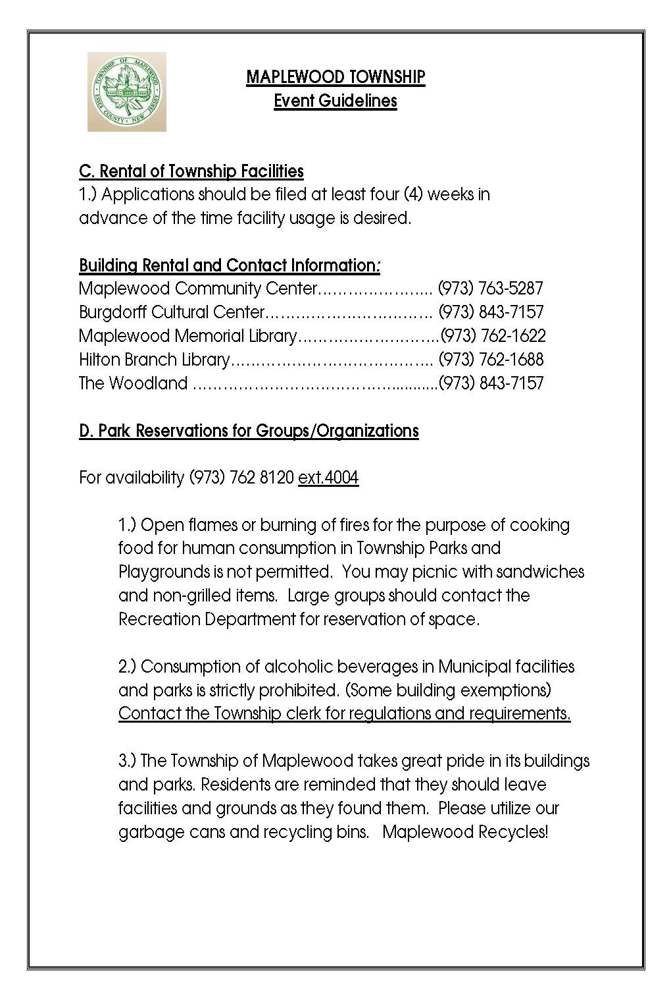 TOWNSHIP OF MAPLEWOOD
ESSEX COUNTY · NEW JERSEY
MAPLEWOOD TOWNSHIP
Event Guidelines
C. Rental of Township Facilities
1.) Applications should be filed at least four (4) weeks in
advance of the time facility usage is desired.
Building Rental and Contact Information:
Maplewood Community Center……………….…. (973) 763-5287
Burgdorff Cultural Center…………………………… (973) 843-7157
Maplewood Memorial Library……………………….(973) 762-1622
Hilton Branch Library…………………………………. (973) 762-1688
The Woodland …………………………………...........(973) 843-7157
D. Park Reservations for Groups/Organizations
For availability (973) 762 8120 ext.4004
1.) Open flames or burning of fires for the purpose of cooking
food for human consumption in Township Parks and
Playgrounds is not permitted.  You may picnic with sandwiches
and non-grilled items.  Large groups should contact the
Recreation Department for reservation of space.
2.) Consumption of alcoholic beverages in Municipal facilities
and parks is strictly prohibited. (Some building exemptions)
Contact the Township clerk for regulations and requirements.
3.) The Township of Maplewood takes great pride in its buildings
and parks. Residents are reminded that they should leave
facilities and grounds as they found them.  Please utilize our
garbage cans and recycling bins.   Maplewood Recycles!